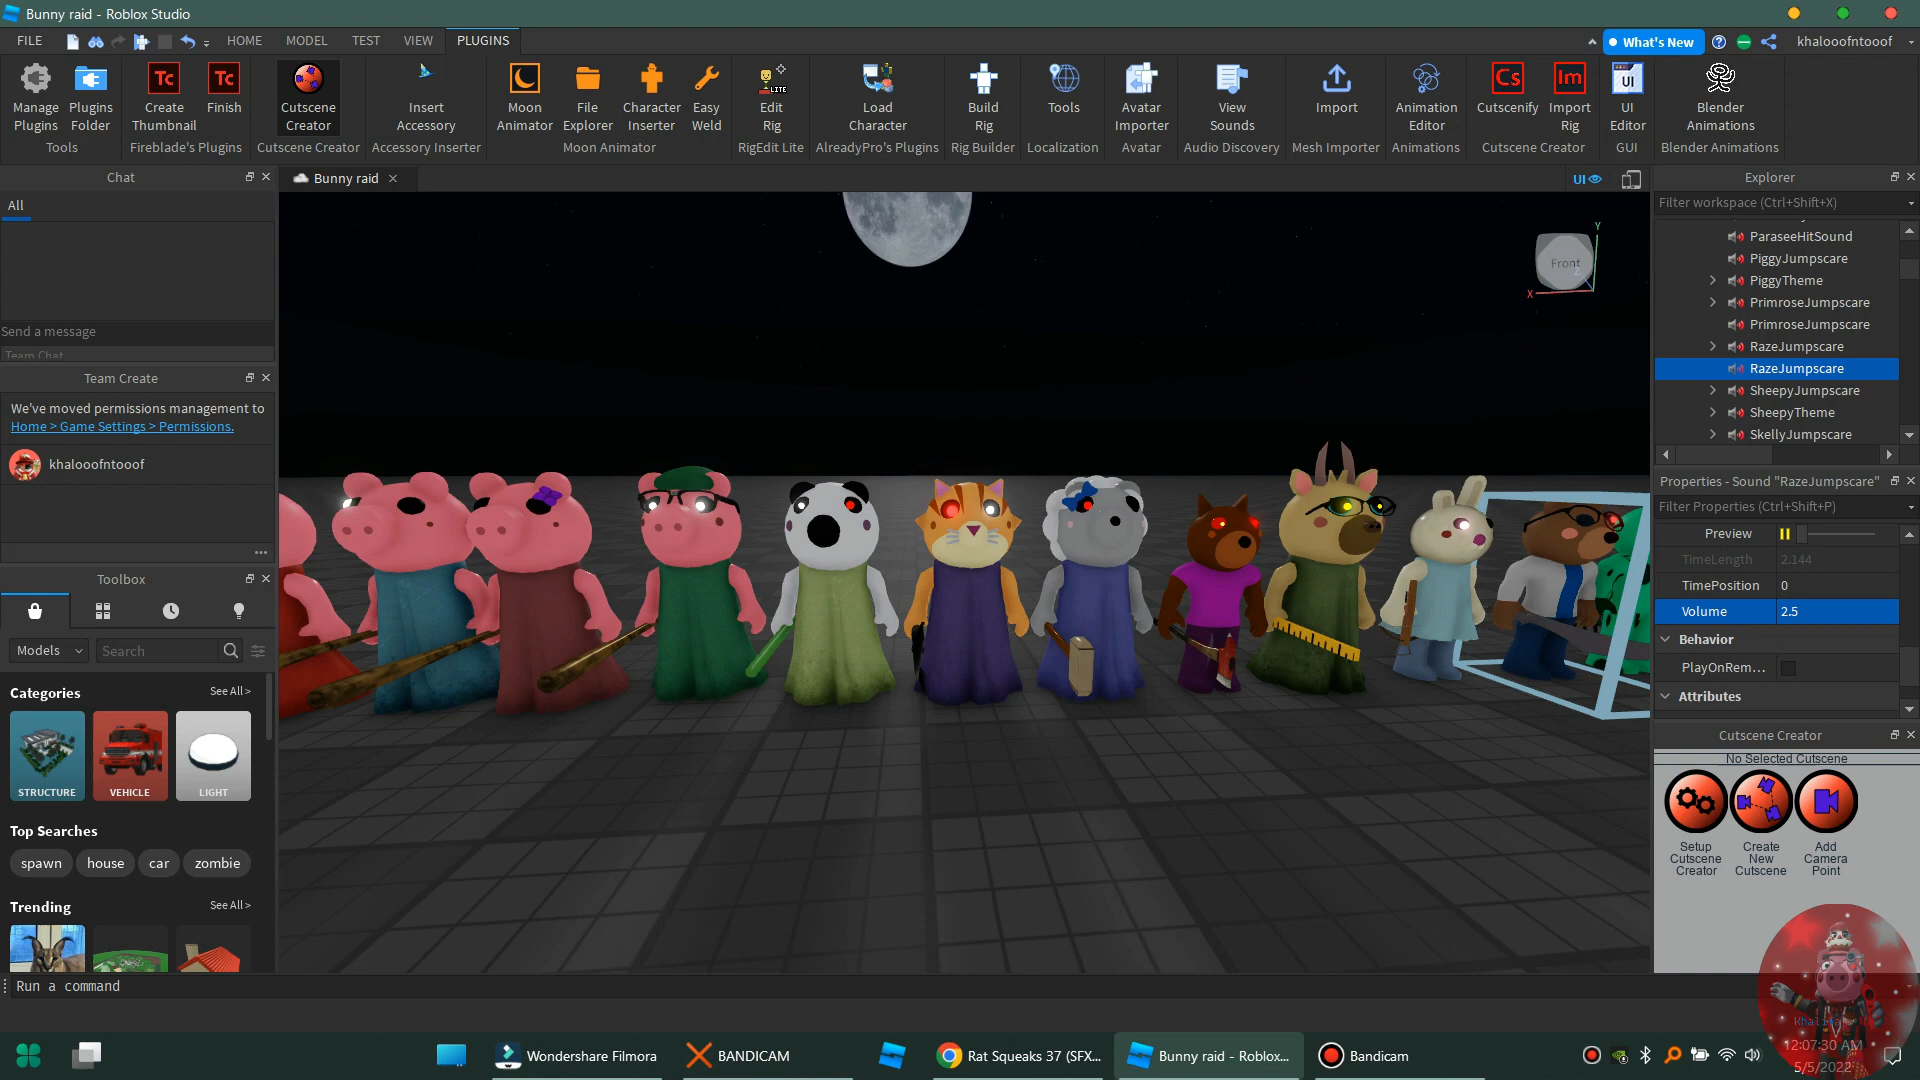 Bunny raid - Roblox Studio
FILE
HOME
MODEL
TEST
VIEW
PLUGINS
What's New
khalooofntooof
Manage Plugins
Plugins Folder
Tools
Tc
Create Thumbnail
Tc
Finish
Fireblade's Plugins
Cutscene Creator
Cutscene Creator
Insert Accessory
Accessory Inserter
Moon Animator
File Explorer
Character Inserter
Easy Weld
Moon Animator
LITE
Edit Rig
RigEdit Lite
Load Character
AlreadyPro's Plugins
Build Rig
Rig Builder
Tools
Localization
Avatar Importer
Avatar
View Sounds
Audio Discovery
Import
Mesh Importer
Animation Editor
Animations
Cs
Cutscenify
Im
Import Rig
Cutscene Creator
UI
UI Editor
GUI
Blender Animations
Blender Animations
Chat
All
Send a message
Team Chat
Team Create
We've moved permissions management to
Home > Game Settings > Permissions.
khalooofntooof
Toolbox
Models
Search
Categories
See All >
STRUCTURE
VEHICLE
LIGHT
Top Searches
spawn
house
car
zombie
Trending
See All >
Bunny raid
UI
Front
Y
X
Z
Explorer
Filter workspace (Ctrl+Shift+X)
ParaseeHitSound
PiggyJumpscare
PiggyTheme
PrimroseJumpscare
PrimroseJumpscare
RazeJumpscare
RazeJumpscare
SheepyJumpscare
SheepyTheme
SkellyJumpscare
Properties - Sound "RazeJumpscare"
Filter Properties (Ctrl+Shift+P)
Preview
TimeLength 2.144
TimePosition 0
Volume 2.5
Behavior
PlayOnRem...
Attributes
Cutscene Creator
No Selected Cutscene
Setup Cutscene Creator
Create New Cutscene
Add Camera Point
Run a command
Wondershare Filmora
BANDICAM
Rat Squeaks 37 (SFX...
Bunny raid - Roblox...
Bandicam
12:07:30 AM
5/5/2022